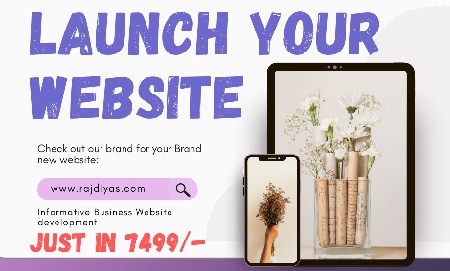 LAUNCH YOUR
WEBSITE
Check out our brand for your Brand
new website:
www.rajdiyas.com
Informative Business Website
development
JUST IN 7499/-